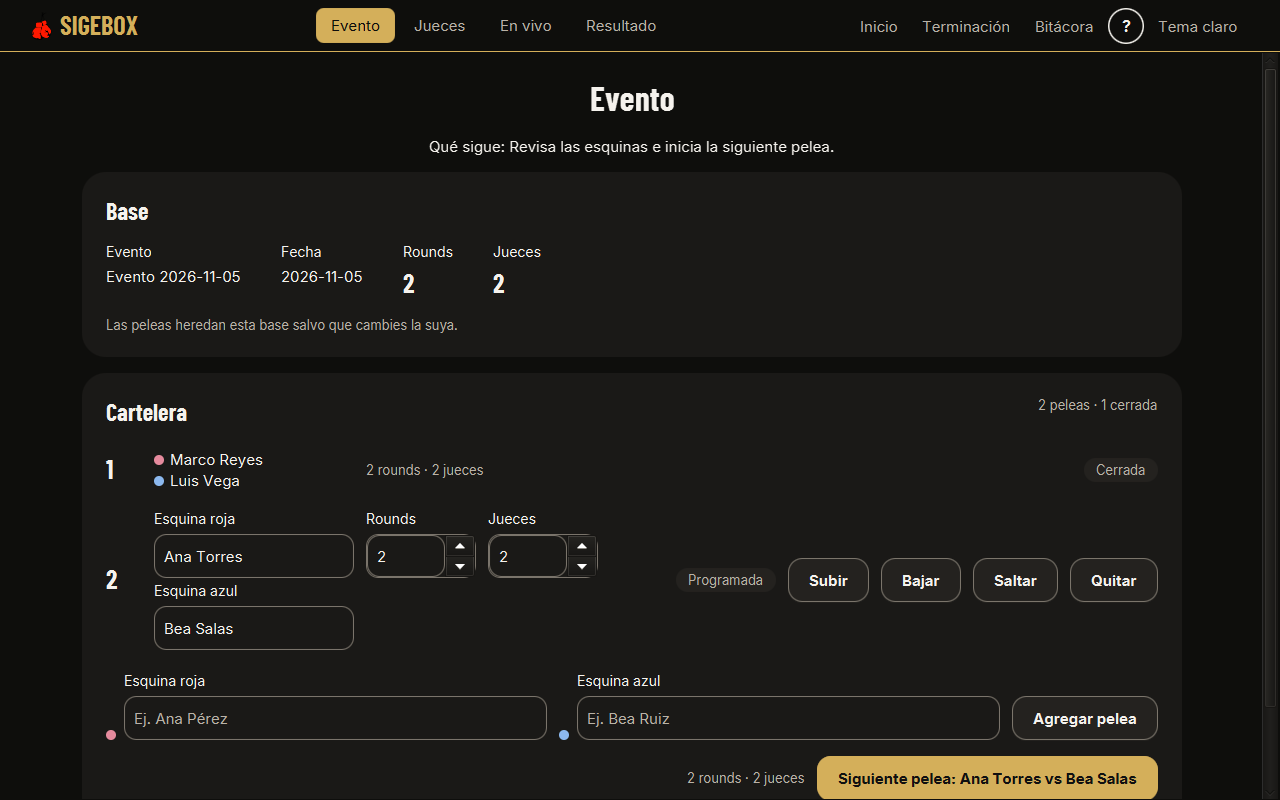 SIGEBOX
Evento Jueces En vivo Resultado
Inicio Terminación Bitácora ? Tema claro
Evento
Qué sigue: Revisa las esquinas e inicia la siguiente pelea.
Base
Evento Fecha Rounds Jueces
Evento 2026-11-05 2026-11-05 2 2
Las peleas heredan esta base salvo que cambies la suya.
Cartelera 2 peleas · 1 cerrada
1 Marco Reyes
Luis Vega
2 rounds · 2 jueces Cerrada
Esquina roja Rounds Jueces
Ana Torres 2 2
2 Programada Subir Bajar Saltar Quitar
Esquina azul
Bea Salas
Esquina roja Esquina azul
Ej. Ana Pérez Ej. Bea Ruiz Agregar pelea
2 rounds · 2 jueces Siguiente pelea: Ana Torres vs Bea Salas